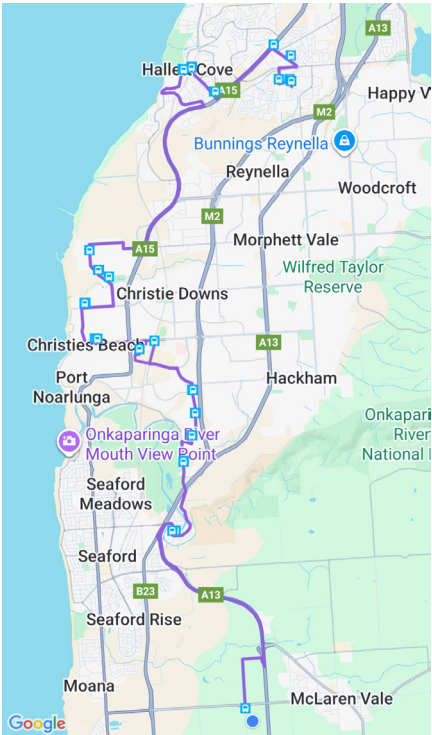 A13
Halle Cove
A15
Happy V
M2
Bunnings Reynella
Reynella
Woodcroft
M2
A15
Morphett Vale
Wilfred Taylor
Reserve
Christie Downs
Christies Beach
A13
Port
Noarlunga
Hackham
Onkapari
River
National
Onkaparinga River
Mouth View Point
Seaford
Meadows
Seaford
B23
A13
Seaford Rise
Moana
McLaren Vale
Google